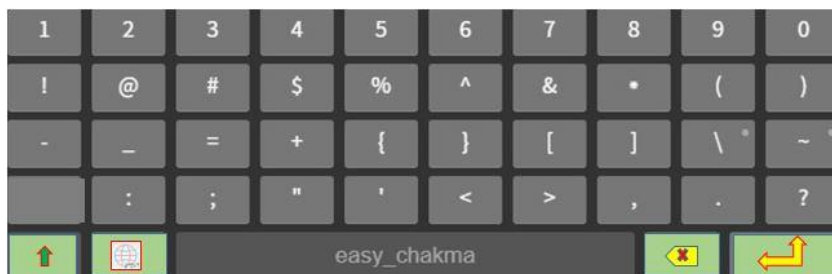 1 2 3 4 5 6 7 8 9 0
! @ # $ % ^ & • ( )
- _ = + { } [ ] \ ~
: ; " ' < > , . ?
easy_chakma